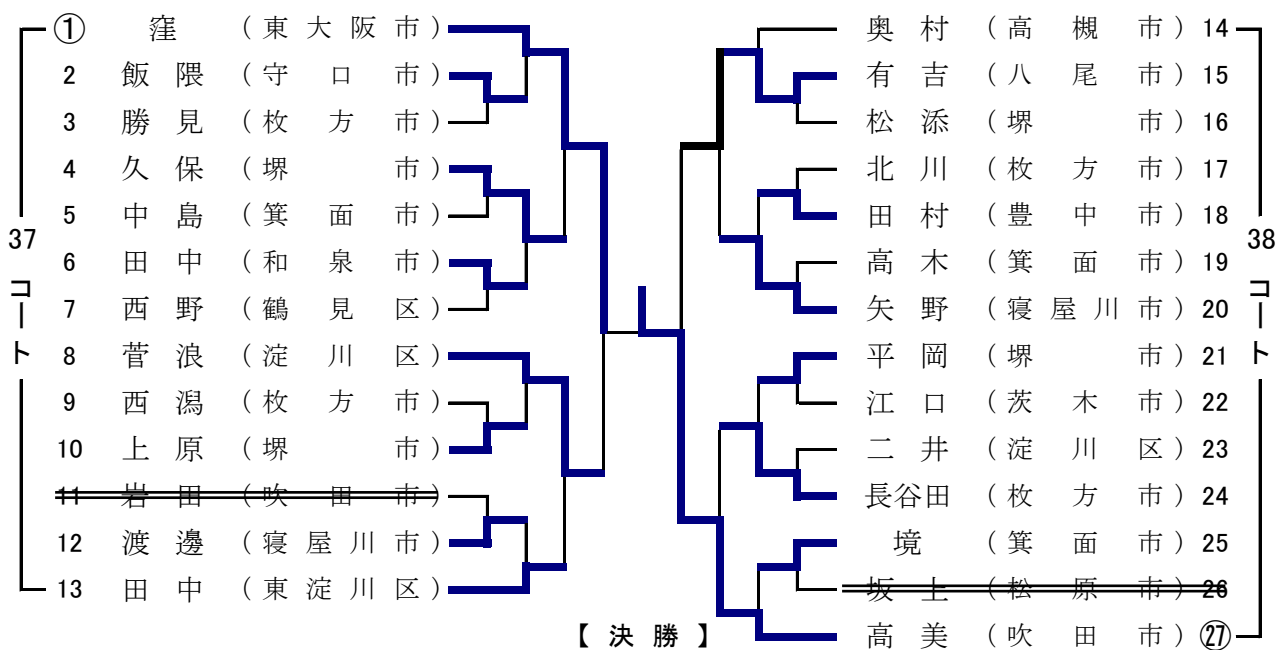 ① 窪 (東大阪市)
2 飯隈 (守口市)
3 勝見 (枚方市)
4 久保 (堺市)
5 中島 (箕面市)
6 田中 (和泉市)
7 西野 (鶴見区)
8 菅浪 (淀川区)
9 西潟 (枚方市)
10 上原 (堺市)
11 岩田 (吹田市)
12 渡邊 (寝屋川市)
13 田中 (東淀川区)
37コート
【決勝】
奥村 (高槻市) 14
有吉 (八尾市) 15
松添 (堺市) 16
北川 (枚方市) 17
田村 (豊中市) 18
高木 (箕面市) 19
矢野 (寝屋川市) 20
平岡 (堺市) 21
江口 (茨木市) 22
二井 (淀川区) 23
長谷田 (枚方市) 24
境 (箕面市) 25
坂上 (松原市) 26
高美 (吹田市) ㉗
38コート